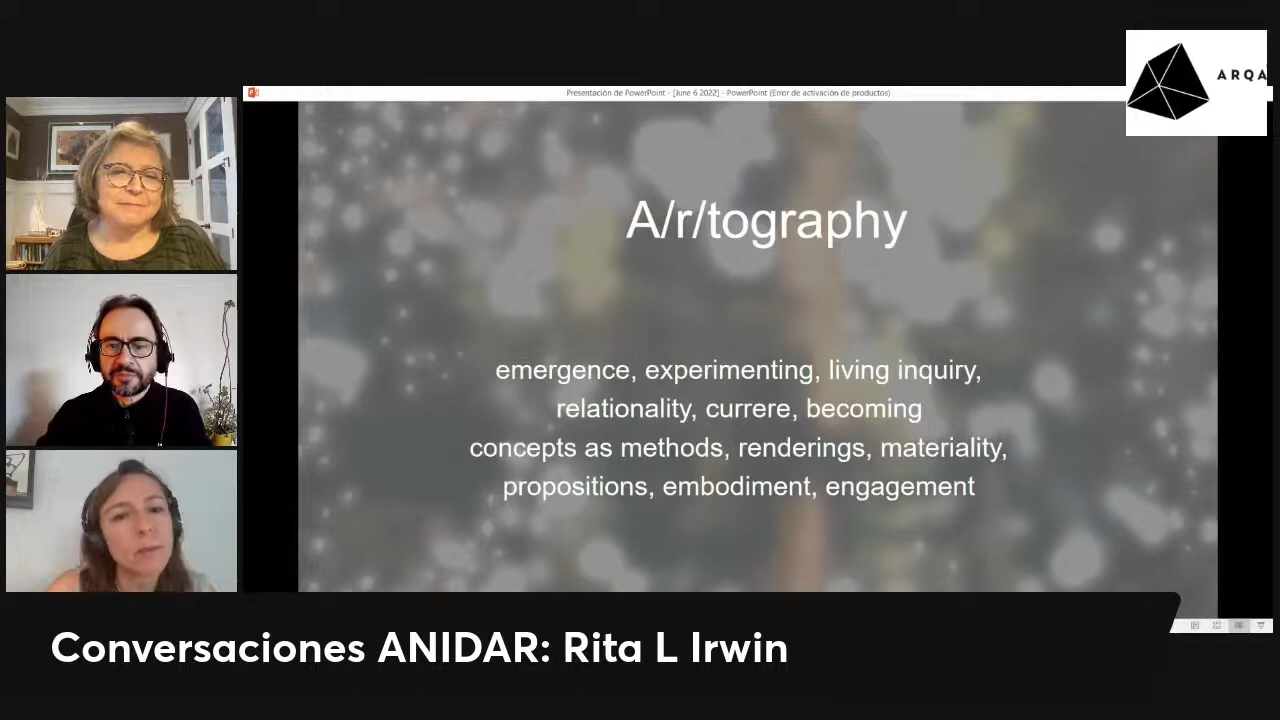 ARQA
Presentación de PowerPoint - [June 6 2022] - PowerPoint (Error de activación de productos)
A/r/tography
emergence, experimenting, living inquiry,
relationality, currere, becoming
concepts as methods, renderings, materiality,
propositions, embodiment, engagement
Conversaciones ANIDAR: Rita L Irwin